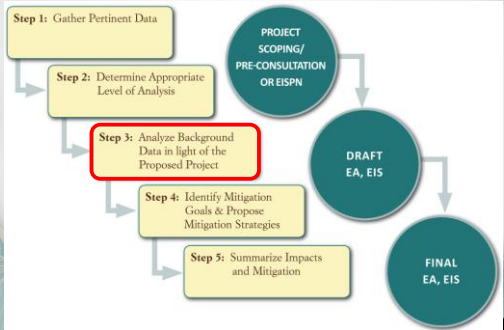 Step 1: Gather Pertinent Data
Step 2: Determine Appropriate
Level of Analysis
Step 3: Analyze Background
Data in light of the
Proposed Project
Step 4: Identify Mitigation
Goals & Propose
Mitigation Strategies
Step 5: Summarize Impacts
and Mitigation
PROJECT
SCOPING/
PRE-CONSULTATION
OR EISPN
DRAFT
EA, EIS
FINAL
EA, EIS